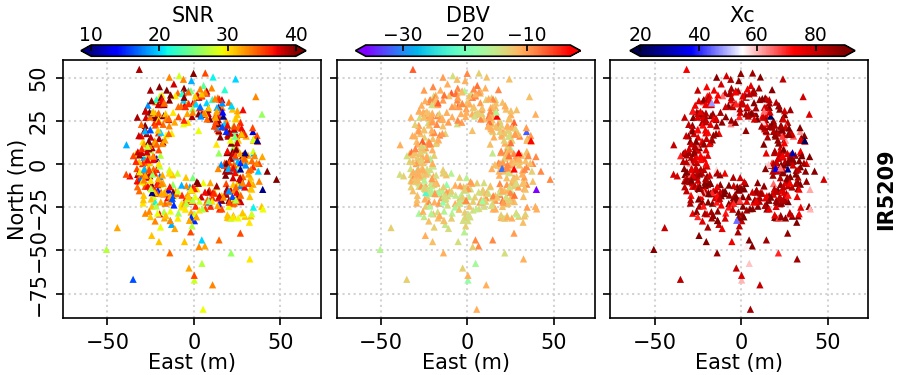 SNR DBV Xc
10 20 30 40 −30 −20 −10 20 40 60 80
50
25
0
−25
−50
−75
North (m)
IR5209
−50 0 50 −50 0 50 −50 0 50
East (m) East (m) East (m)